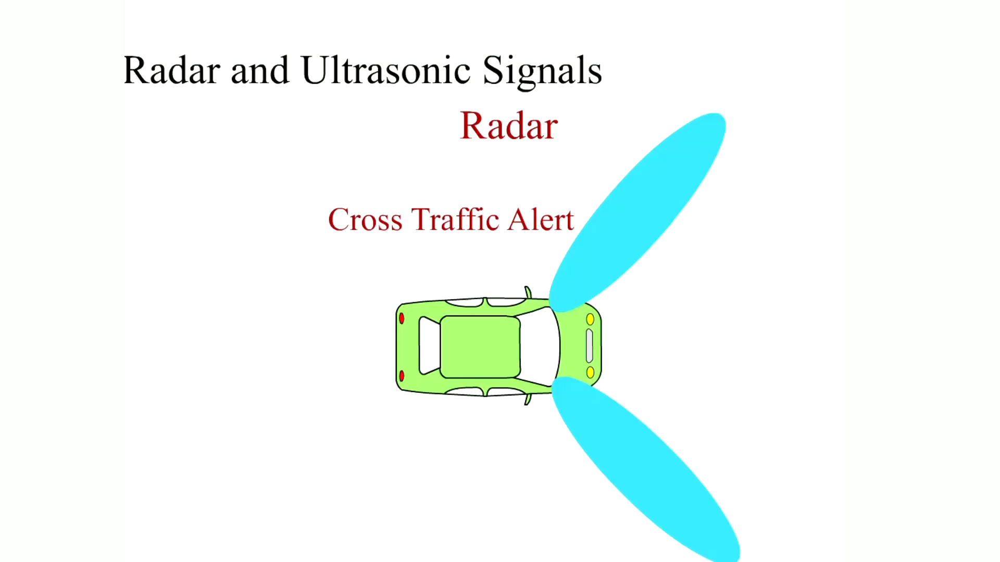 Radar and Ultrasonic Signals
Radar
Cross Traffic Alert